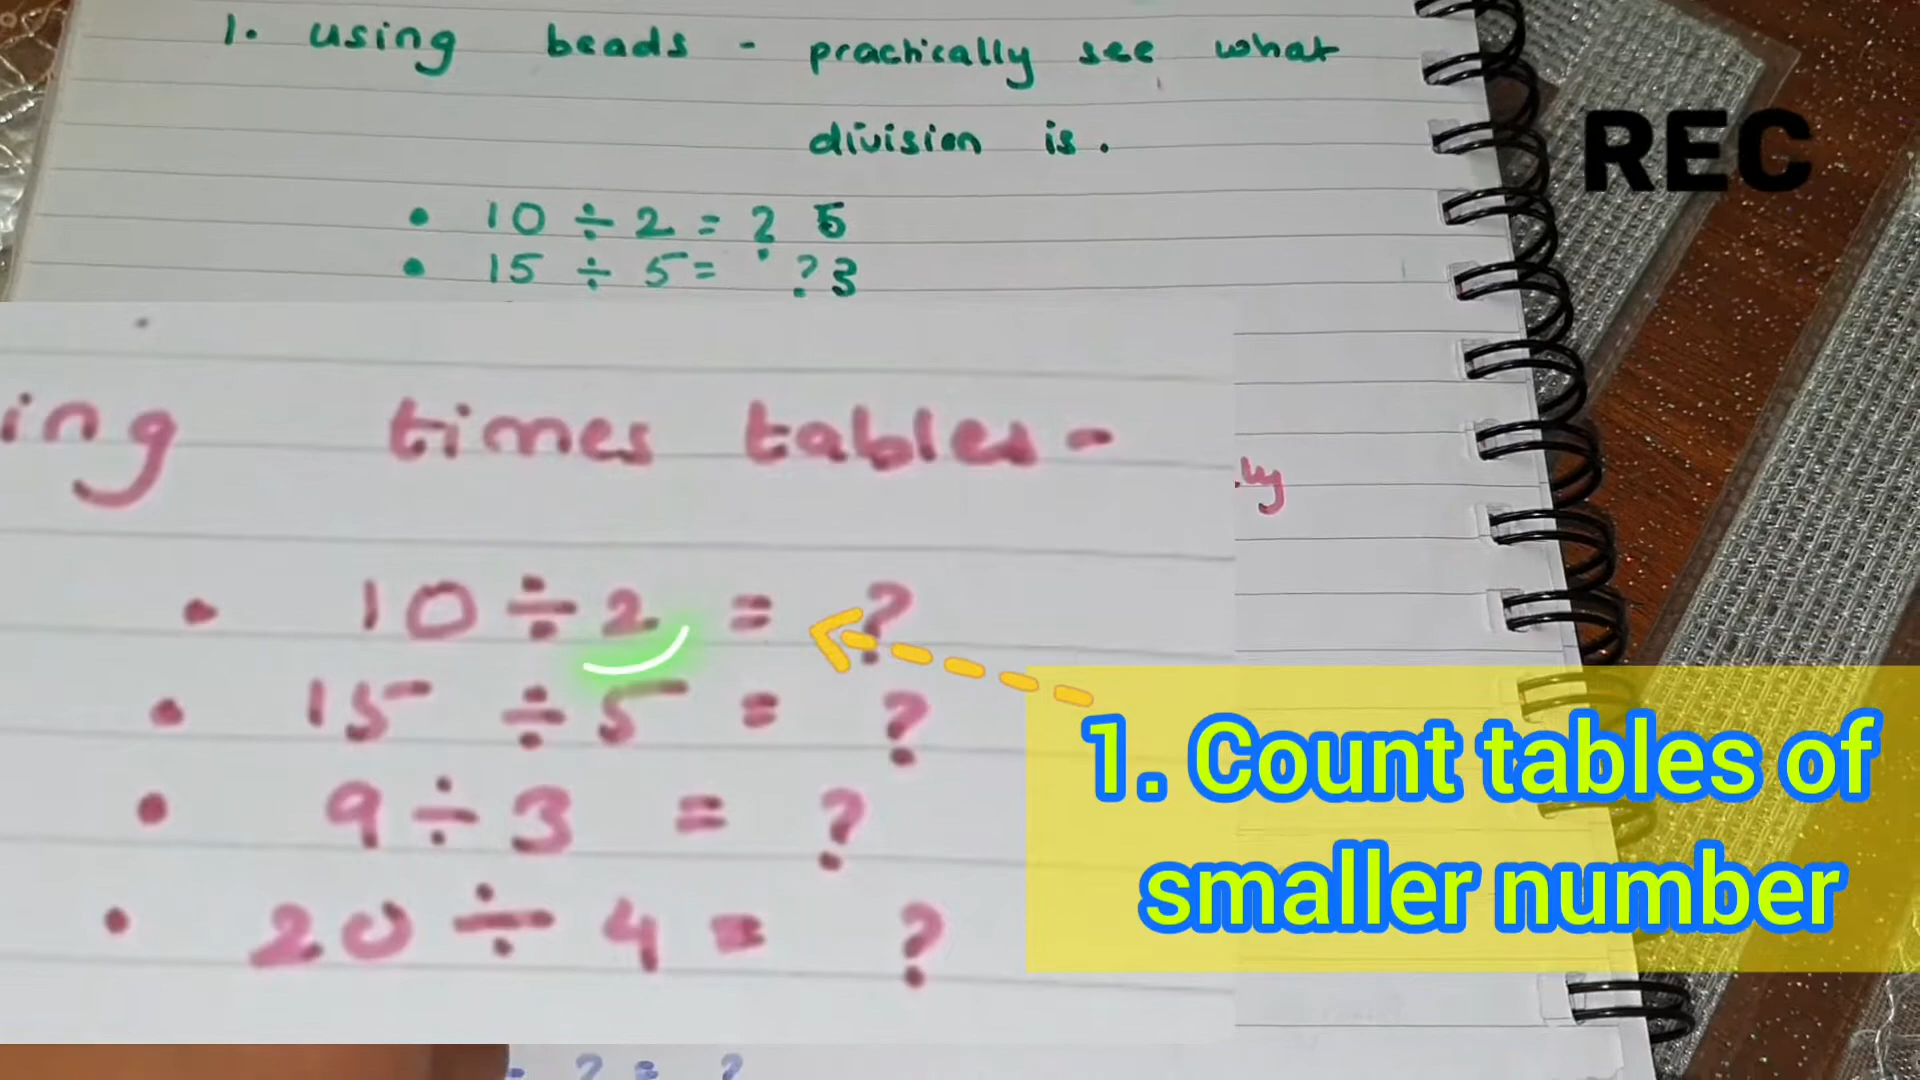 1. using beads - practically see what
division is.
REC
• 10 ÷ 2 = ? 5
• 15 ÷ 5 = ? 3
ing times tables-
• 10 ÷ 2 = ?
• 15 ÷ 5 = ?
• 9 ÷ 3 = ?
• 20 ÷ 4 = ?
1. Count tables of
smaller number
? = ?